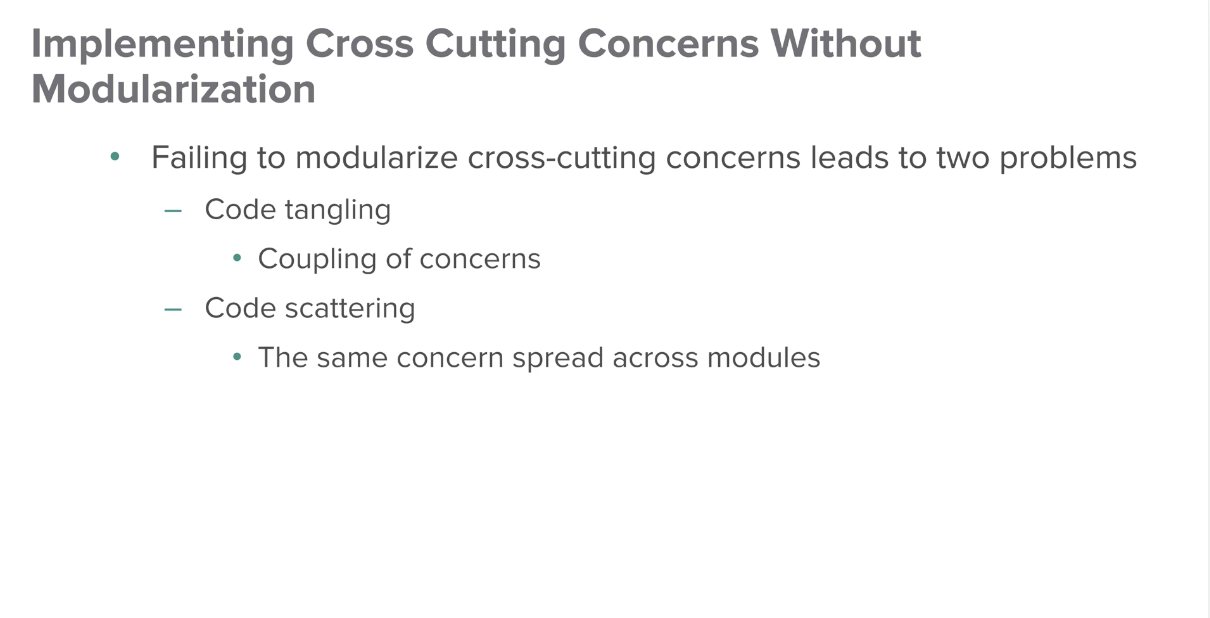 Implementing Cross Cutting Concerns Without
Modularization
• Failing to modularize cross-cutting concerns leads to two problems
– Code tangling
• Coupling of concerns
– Code scattering
• The same concern spread across modules